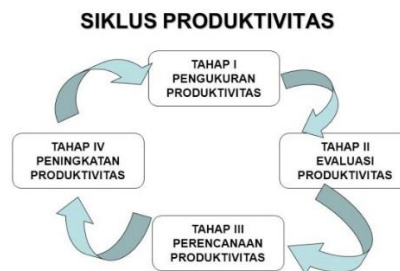 SIKLUS PRODUKTIVITAS
TAHAP I
PENGUKURAN
PRODUKTIVITAS
TAHAP II
EVALUASI
PRODUKTIVITAS
TAHAP III
PERENCANAAN
PRODUKTIVITAS
TAHAP IV
PENINGKATAN
PRODUKTIVITAS